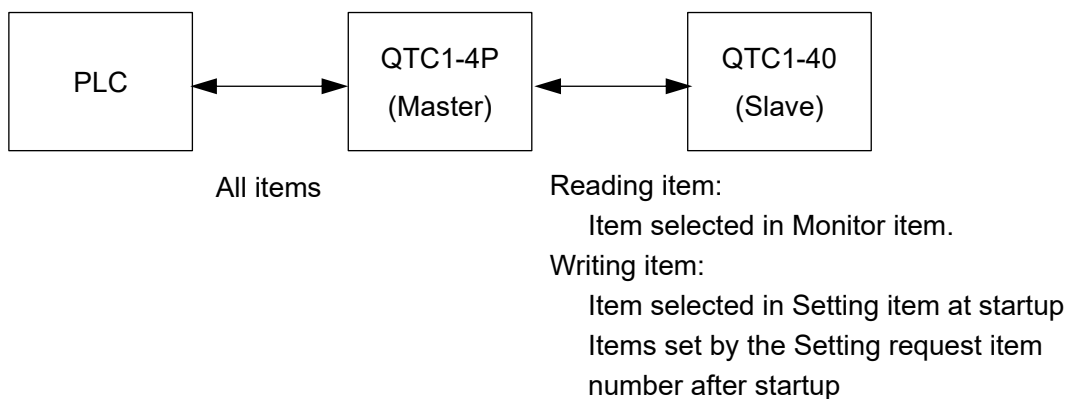 PLC
QTC1-4P
(Master)
QTC1-40
(Slave)
All items
Reading item:
Item selected in Monitor item.
Writing item:
Item selected in Setting item at startup
Items set by the Setting request item
number after startup